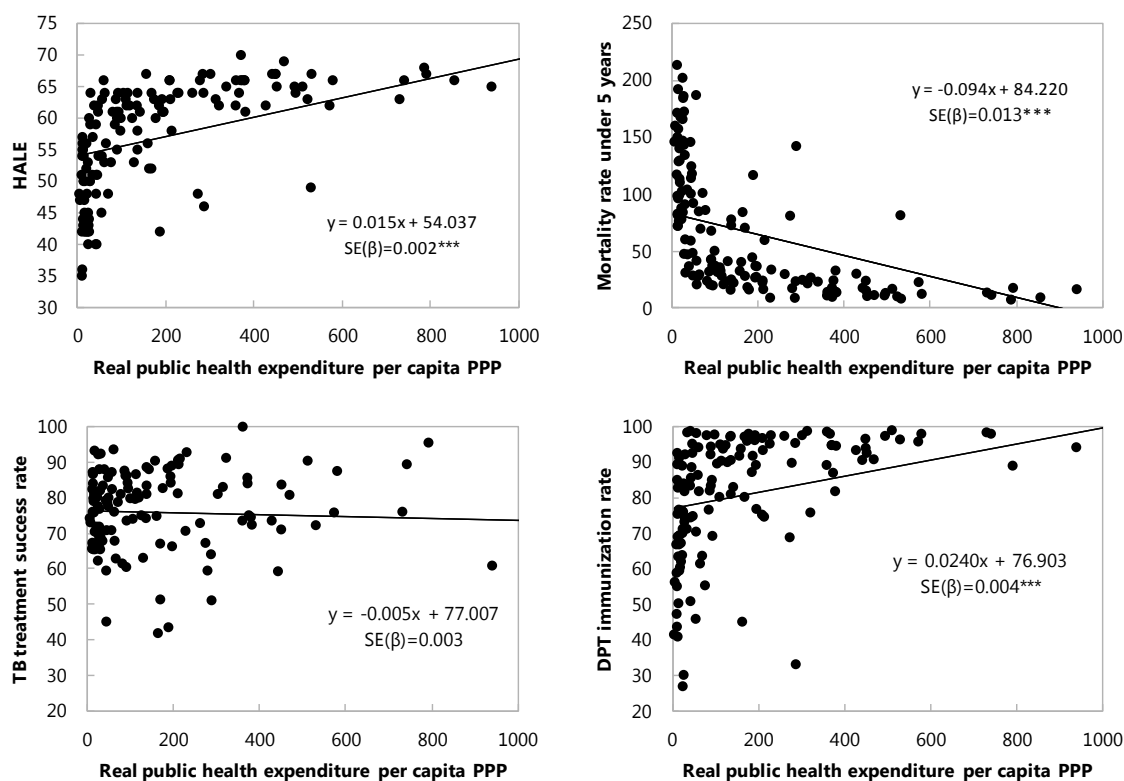 HALE
75
70
65
60
55
50
45
40
35
30
y = 0.015x + 54.037
SE(β)=0.002***
0 200 400 600 800 1000
Real public health expenditure per capita PPP
Mortality rate under 5 years
250
200
150
100
50
0
y = -0.094x + 84.220
SE(β)=0.013***
0 200 400 600 800 1000
Real public health expenditure per capita PPP
TB treatment success rate
100
90
80
70
60
50
40
30
20
y = -0.005x + 77.007
SE(β)=0.003
0 200 400 600 800 1000
Real public health expenditure per capita PPP
DPT immunization rate
100
90
80
70
60
50
40
30
20
y = 0.0240x + 76.903
SE(β)=0.004***
0 200 400 600 800 1000
Real public health expenditure per capita PPP